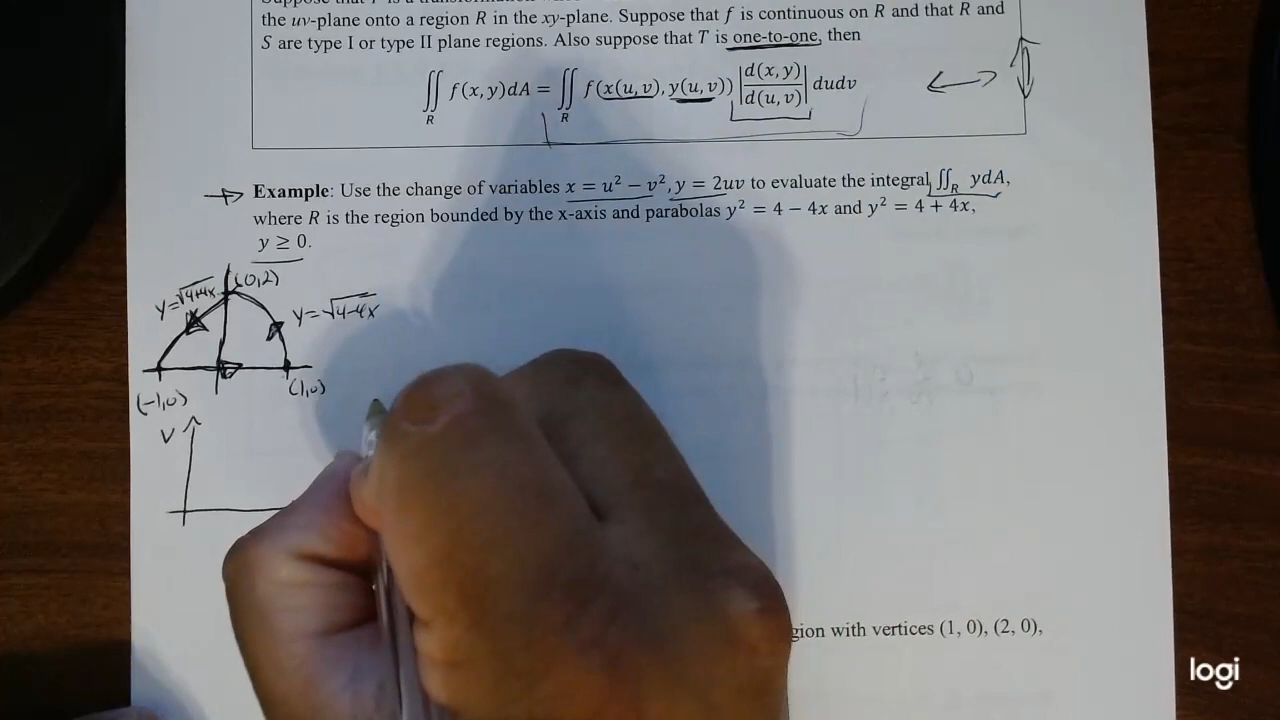 the uv-plane onto a region R in the xy-plane. Suppose that f is continuous on R and that R and
S are type I or type II plane regions. Also suppose that T is one-to-one, then
∬_R f(x, y)dA = ∬_R f(x(u, v), y(u, v)) |d(x, y)/d(u, v)| dudv
Example: Use the change of variables x = u² − v², y = 2uv to evaluate the integral ∬_R ydA,
where R is the region bounded by the x-axis and parabolas y² = 4 − 4x and y² = 4 + 4x,
y ≥ 0.
(0,2)
y=√4+4x
y=√4-4x
(-1,0)
(1,0)
V
gion with vertices (1, 0), (2, 0),
logi